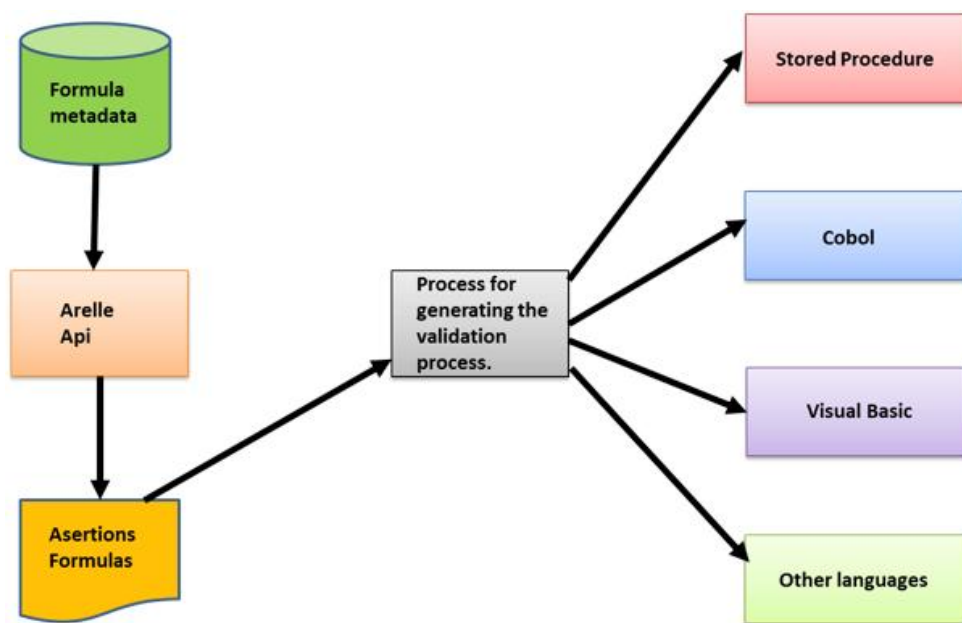 Formula
metadata
Arelle
Api
Asertions
Formulas
Process for
generating the
validation
process.
Stored Procedure
Cobol
Visual Basic
Other languages